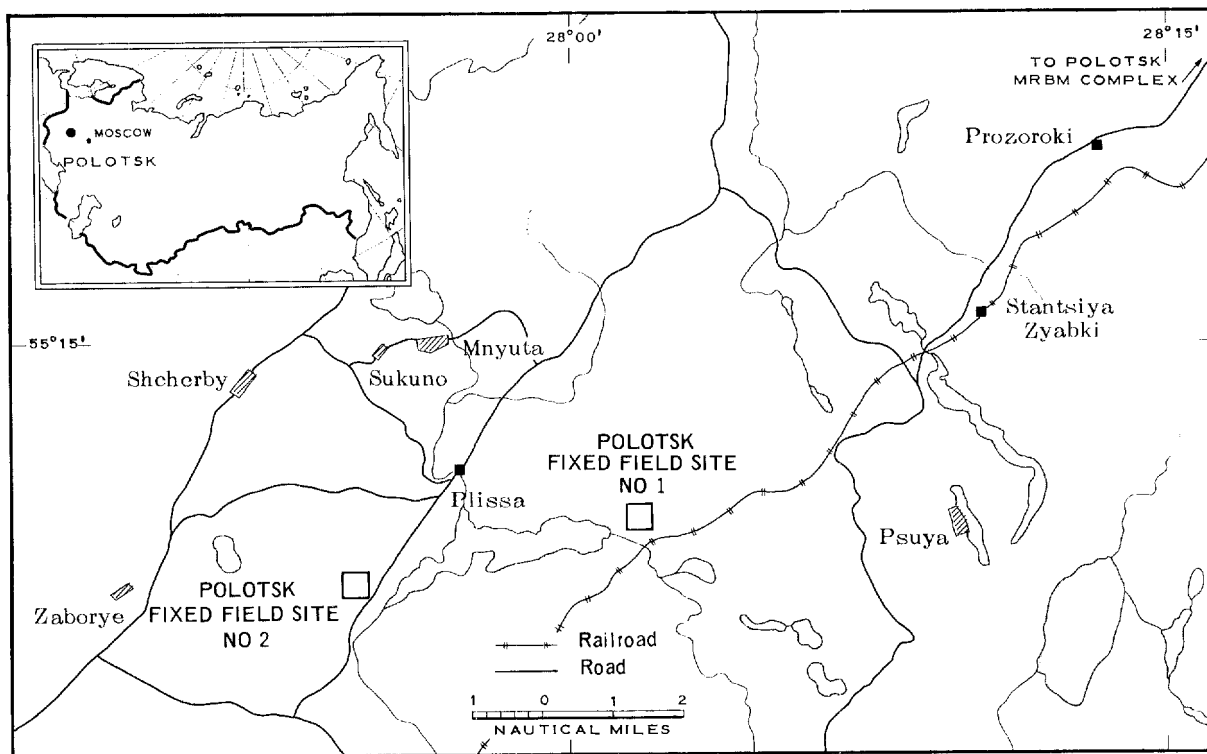 28°00'
28°15'
TO POLOTSK
MRBM COMPLEX
MOSCOW
POLOTSK
Prozoroki
Stantsiya
Zyabki
55°15'
Mnyuta
Sukuno
Shcherby
POLOTSK
FIXED FIELD SITE
NO 1
Plissa
Psuya
POLOTSK
FIXED FIELD SITE
NO 2
Zaborye
Railroad
Road
1 0 1 2
NAUTICAL MILES